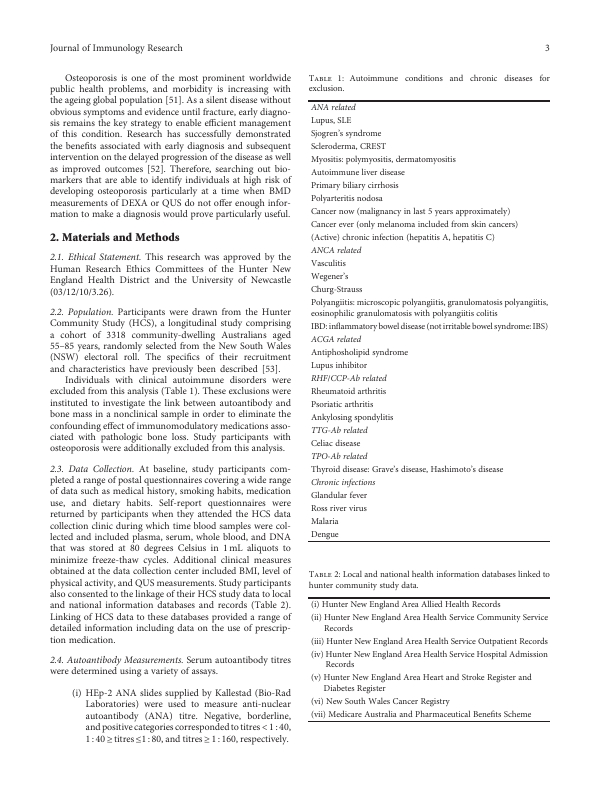 Journal of Immunology Research
3
Osteoporosis is one of the most prominent worldwide
public health problems, and morbidity is increasing with
the ageing global population [51]. As a silent disease without
obvious symptoms and evidence until fracture, early diagno-
sis remains the key strategy to enable efficient management
of this condition. Research has successfully demonstrated
the benefits associated with early diagnosis and subsequent
intervention on the delayed progression of the disease as well
as improved outcomes [52]. Therefore, searching out bio-
markers that are able to identify individuals at high risk of
developing osteoporosis particularly at a time when BMD
measurements of DEXA or QUS do not offer enough infor-
mation to make a diagnosis would prove particularly useful.
2. Materials and Methods
2.1. Ethical Statement. This research was approved by the
Human Research Ethics Committees of the Hunter New
England Health District and the University of Newcastle
(03/12/10/3.26).
2.2. Population. Participants were drawn from the Hunter
Community Study (HCS), a longitudinal study comprising
a cohort of 3318 community-dwelling Australians aged
55–85 years, randomly selected from the New South Wales
(NSW) electoral roll. The specifics of their recruitment
and characteristics have previously been described [53].
Individuals with clinical autoimmune disorders were
excluded from this analysis (Table 1). These exclusions were
instituted to investigate the link between autoantibody and
bone mass in a nonclinical sample in order to eliminate the
confounding effect of immunomodulatory medications asso-
ciated with pathologic bone loss. Study participants with
osteoporosis were additionally excluded from this analysis.
2.3. Data Collection. At baseline, study participants com-
pleted a range of postal questionnaires covering a wide range
of data such as medical history, smoking habits, medication
use, and dietary habits. Self-report questionnaires were
returned by participants when they attended the HCS data
collection clinic during which time blood samples were col-
lected and included plasma, serum, whole blood, and DNA
that was stored at 80 degrees Celsius in 1 mL aliquots to
minimize freeze-thaw cycles. Additional clinical measures
obtained at the data collection center included BMI, level of
physical activity, and QUS measurements. Study participants
also consented to the linkage of their HCS study data to local
and national information databases and records (Table 2).
Linking of HCS data to these databases provided a range of
detailed information including data on the use of prescrip-
tion medication.
2.4. Autoantibody Measurements. Serum autoantibody titres
were determined using a variety of assays.
(i) HEp-2 ANA slides supplied by Kallestad (Bio-Rad
Laboratories) were used to measure anti-nuclear
autoantibody (ANA) titre. Negative, borderline,
and positive categories corresponded to titres < 1 : 40,
1 : 40 ≥ titres ≤ 1 : 80, and titres ≥ 1 : 160, respectively.
Table 1: Autoimmune conditions and chronic diseases for
exclusion.
ANA related
Lupus, SLE
Sjogren's syndrome
Scleroderma, CREST
Myositis: polymyositis, dermatomyositis
Autoimmune liver disease
Primary biliary cirrhosis
Polyarteritis nodosa
Cancer now (malignancy in last 5 years approximately)
Cancer ever (only melanoma included from skin cancers)
(Active) chronic infection (hepatitis A, hepatitis C)
ANCA related
Vasculitis
Wegener's
Churg-Strauss
Polyangiitis: microscopic polyangiitis, granulomatosis polyangiitis,
eosinophilic granulomatosis with polyangiitis colitis
IBD: inflammatory bowel disease (not irritable bowel syndrome: IBS)
ACGA related
Antiphospholipid syndrome
Lupus inhibitor
RHF/CCP-Ab related
Rheumatoid arthritis
Psoriatic arthritis
Ankylosing spondylitis
TTG-Ab related
Celiac disease
TPO-Ab related
Thyroid disease: Grave's disease, Hashimoto's disease
Chronic infections
Glandular fever
Ross river virus
Malaria
Dengue
Table 2: Local and national health information databases linked to
hunter community study data.
(i) Hunter New England Area Allied Health Records
(ii) Hunter New England Area Health Service Community Service
Records
(iii) Hunter New England Area Health Service Outpatient Records
(iv) Hunter New England Area Health Service Hospital Admission
Records
(v) Hunter New England Area Heart and Stroke Register and
Diabetes Register
(vi) New South Wales Cancer Registry
(vii) Medicare Australia and Pharmaceutical Benefits Scheme